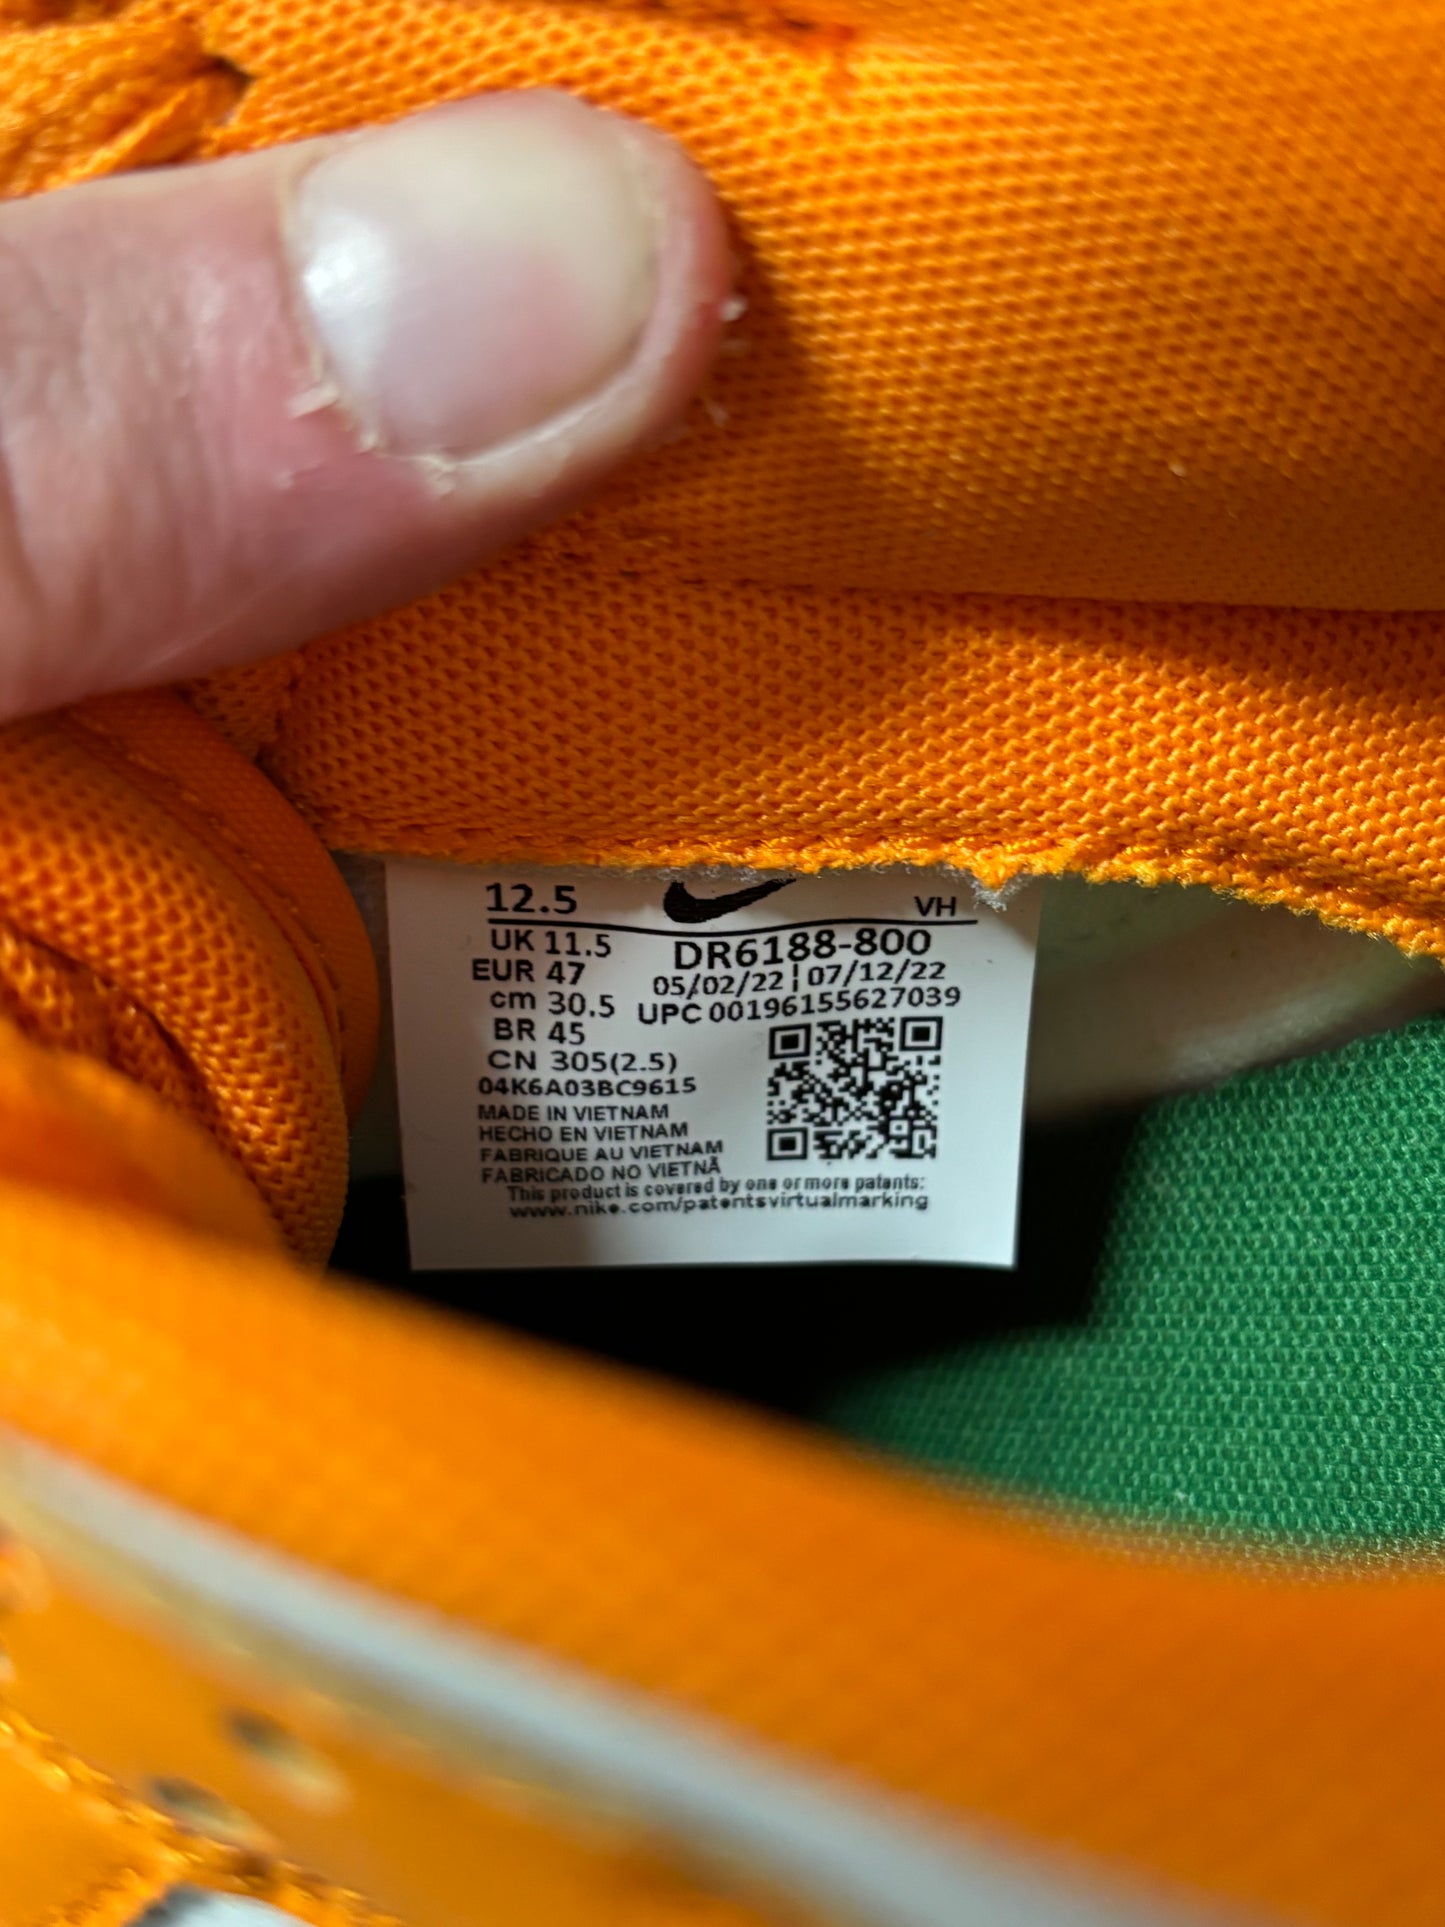 12.5 VH
UK 11.5 DR6188-800
EUR 47 05/02/22 | 07/12/22
cm 30.5 UPC 00196155627039
BR 45
CN 305(2.5)
04K6A03BC9615
MADE IN VIETNAM
HECHO EN VIETNAM
FABRIQUE AU VIETNAM
FABRICADO NO VIETNÃ
This product is covered by one or more patents:
www.nike.com/patentsvirtualmarking